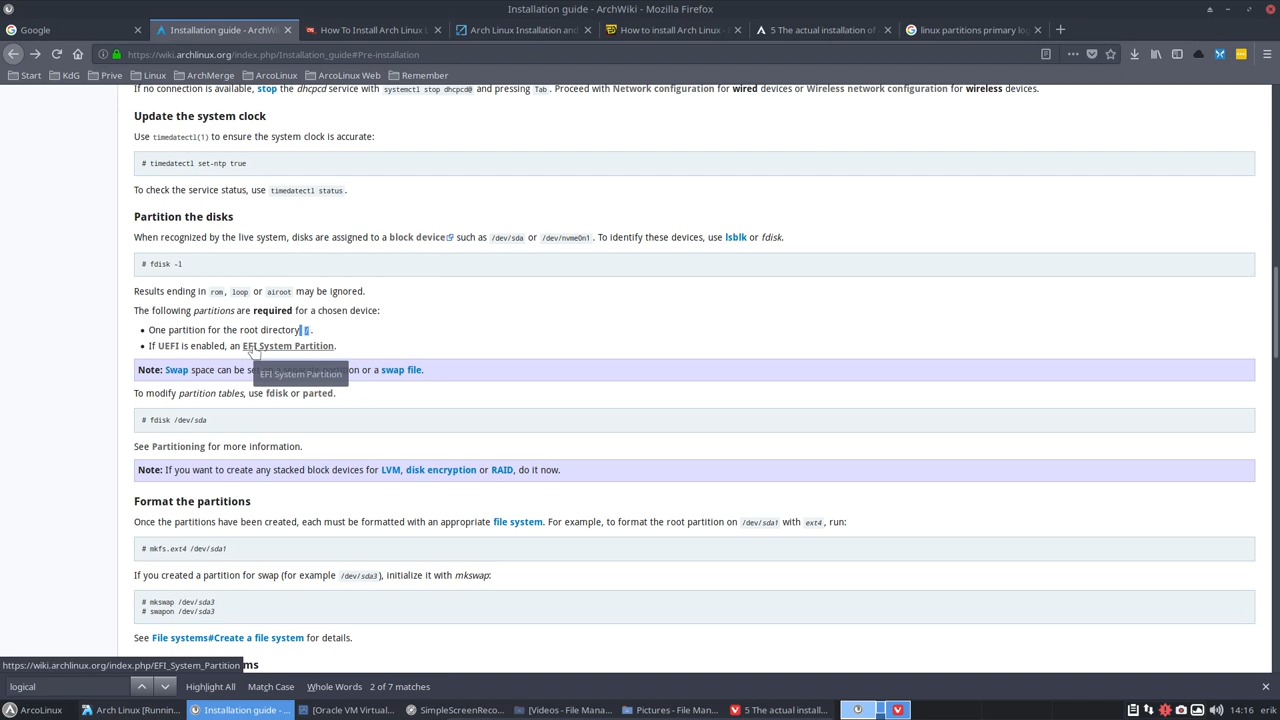 Installation guide - ArchWiki - Mozilla Firefox
Google
Installation guide - ArchWi
How To Install Arch Linux L
Arch Linux Installation and
How to install Arch Linux -
5 The actual installation of
linux partitions primary log
https://wiki.archlinux.org/index.php/Installation_guide#Pre-installation
Start KdG Prive Linux ArchMerge ArcoLinux ArcoLinux Web Remember
If no connection is available, stop the dhcpcd service with systemctl stop dhcpcd@ and pressing Tab. Proceed with Network configuration for wired devices or Wireless network configuration for wireless devices.
Update the system clock
Use timedatectl(1) to ensure the system clock is accurate:
# timedatectl set-ntp true
To check the service status, use timedatectl status.
Partition the disks
When recognized by the live system, disks are assigned to a block device such as /dev/sda or /dev/nvme0n1. To identify these devices, use lsblk or fdisk.
# fdisk -l
Results ending in rom, loop or airoot may be ignored.
The following partitions are required for a chosen device:
• One partition for the root directory /.
• If UEFI is enabled, an EFI System Partition.
Note: Swap space can be set on a separate partition or a swap file.
EFI System Partition
To modify partition tables, use fdisk or parted.
# fdisk /dev/sda
See Partitioning for more information.
Note: If you want to create any stacked block devices for LVM, disk encryption or RAID, do it now.
Format the partitions
Once the partitions have been created, each must be formatted with an appropriate file system. For example, to format the root partition on /dev/sda1 with ext4, run:
# mkfs.ext4 /dev/sda1
If you created a partition for swap (for example /dev/sda3), initialize it with mkswap:
# mkswap /dev/sda3
# swapon /dev/sda3
See File systems#Create a file system for details.
https://wiki.archlinux.org/index.php/EFI_System_Partition
ms
logical Highlight All Match Case Whole Words 2 of 7 matches
ArcoLinux Arch Linux [Runnin... Installation guide - ... [Oracle VM Virtual... SimpleScreenReco... [Videos - File Mana... Pictures - File Man... 5 The actual install... 14:16 erik